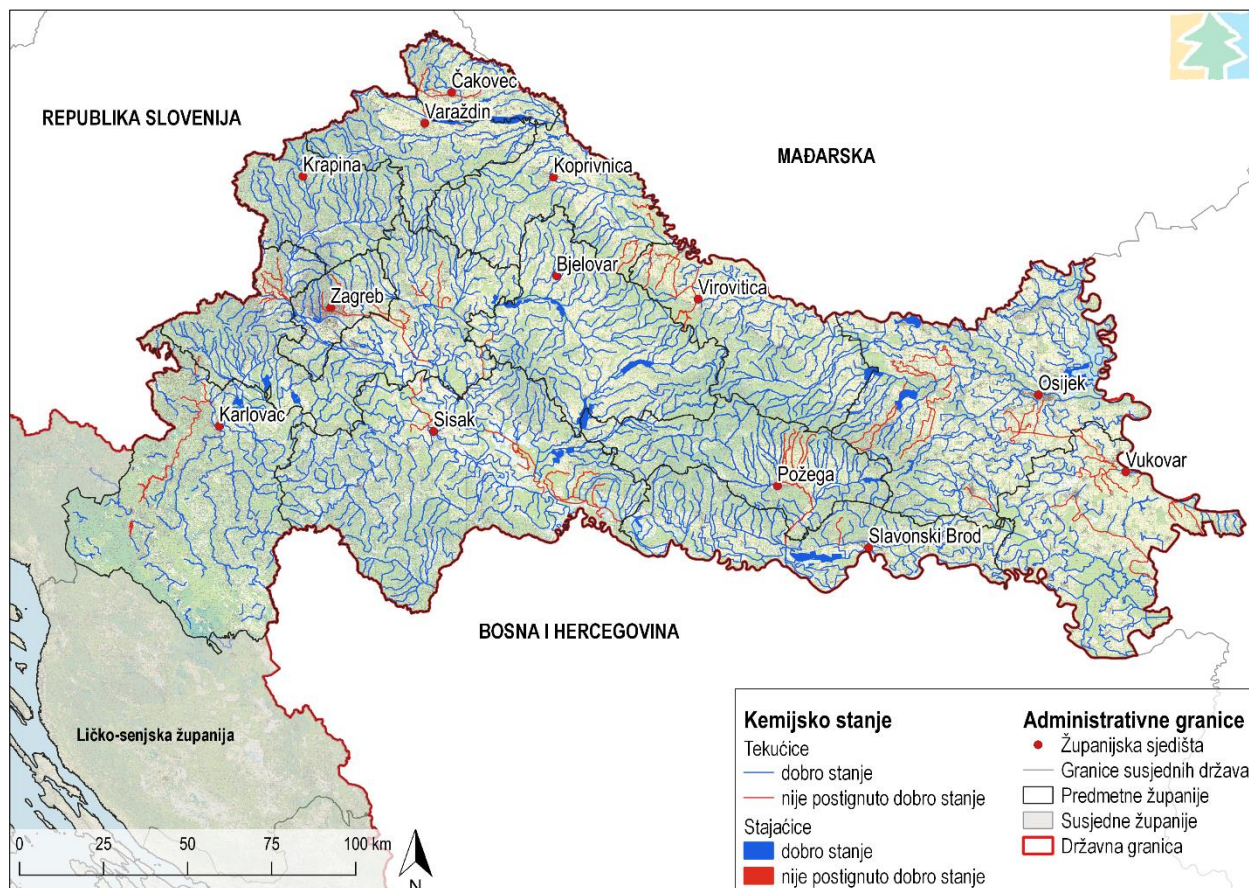 REPUBLIKA SLOVENIJA
MAĐARSKA
BOSNA I HERCEGOVINA
Ličko-senjska županija
Čakovec
Varaždin
Krapina
Koprivnica
Bjelovar
Virovitica
Zagreb
Osijek
Karlovac
Sisak
Vukovar
Požega
Slavonski Brod
0 25 50 75 100 km
N
Kemijsko stanje
Tekućice
dobro stanje
nije postignuto dobro stanje
Stajaćice
dobro stanje
nije postignuto dobro stanje
Administrativne granice
Županijska sjedišta
Granice susjednih država
Predmetne županije
Susjedne županije
Državna granica